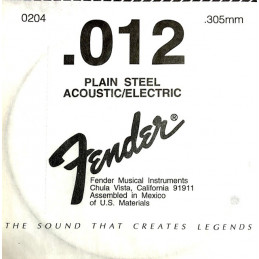 0204 .305mm
.012
PLAIN STEEL
ACOUSTIC/ELECTRIC
Fender®
Fender Musical Instruments
Chula Vista, California 91911
Assembled in Mexico
of U.S. Materials
THE SOUND THAT CREATES LEGENDS